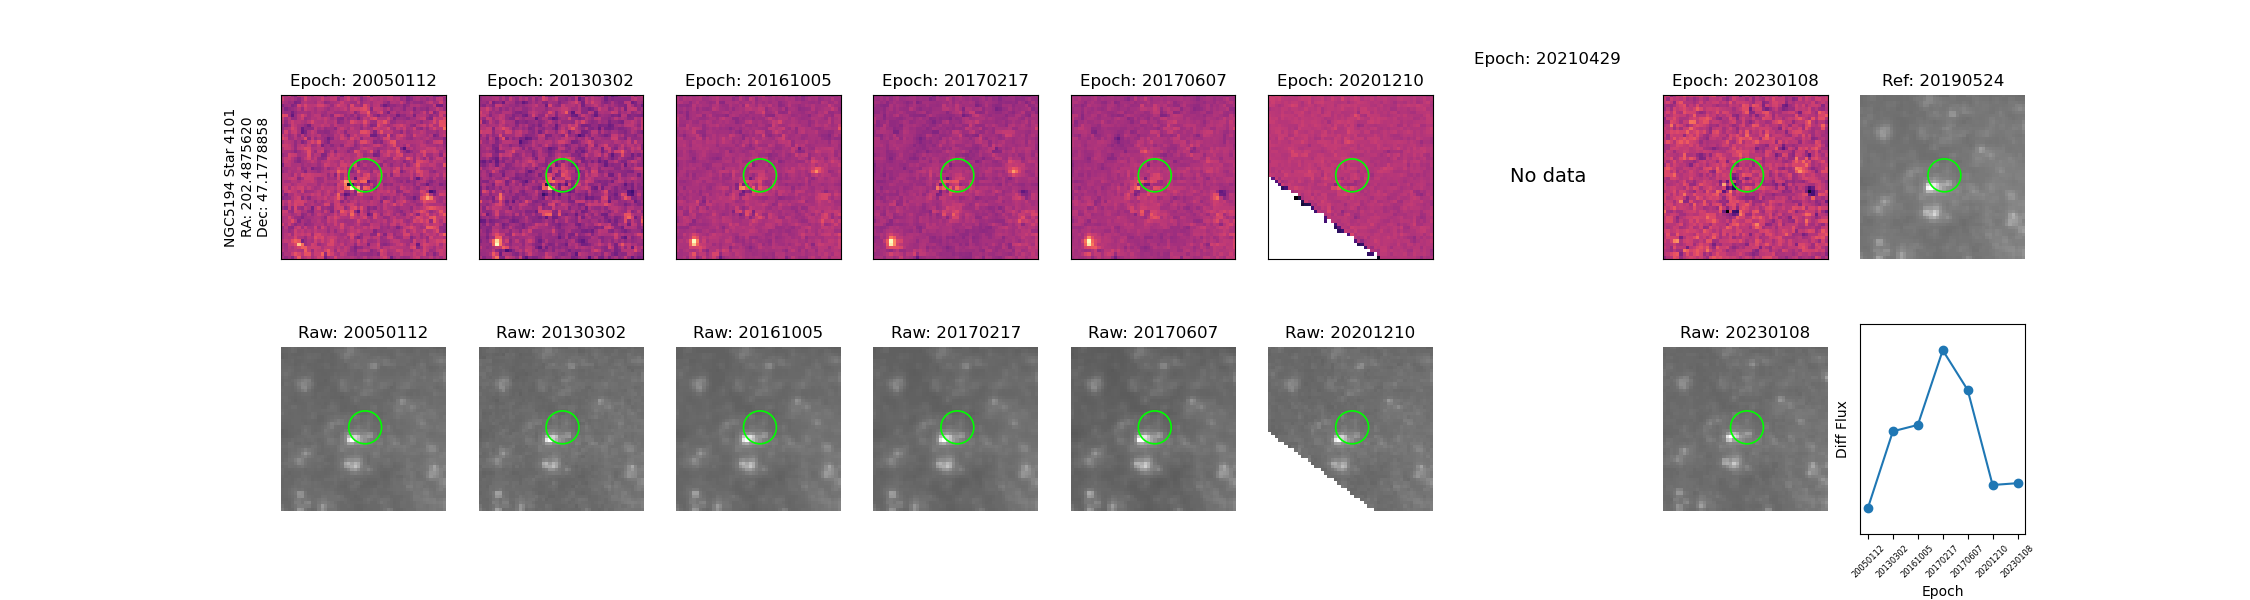 NGC5194 Star 4101
RA: 202.4875620
Dec: 47.1778858
Epoch: 20050112
Epoch: 20130302
Epoch: 20161005
Epoch: 20170217
Epoch: 20170607
Epoch: 20201210
Epoch: 20210429
No data
Epoch: 20230108
Ref: 20190524
Raw: 20050112
Raw: 20130302
Raw: 20161005
Raw: 20170217
Raw: 20170607
Raw: 20201210
Raw: 20230108
Diff Flux
20050112
20130302
20161005
20170217
20170607
20201210
20230108
Epoch